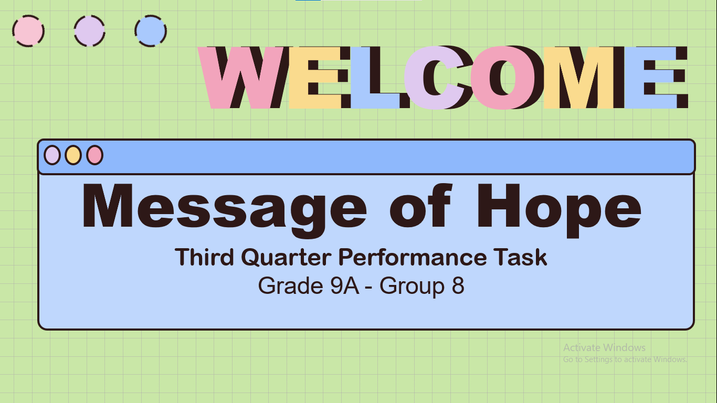 WELCOME
Message of Hope
Third Quarter Performance Task
Grade 9A - Group 8
Activate Windows
Go to Settings to activate Windows.